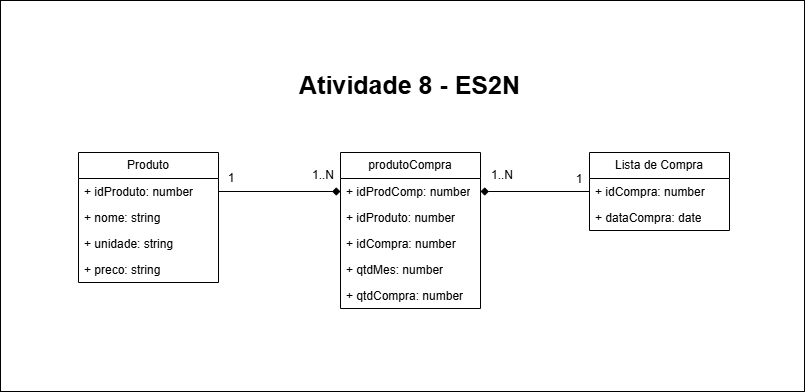 Atividade 8 - ES2N
Produto
+ idProduto: number
+ nome: string
+ unidade: string
+ preco: string
1
1..N
produtoCompra
+ idProdComp: number
+ idProduto: number
+ idCompra: number
+ qtdMes: number
+ qtdCompra: number
1..N
1
Lista de Compra
+ idCompra: number
+ dataCompra: date